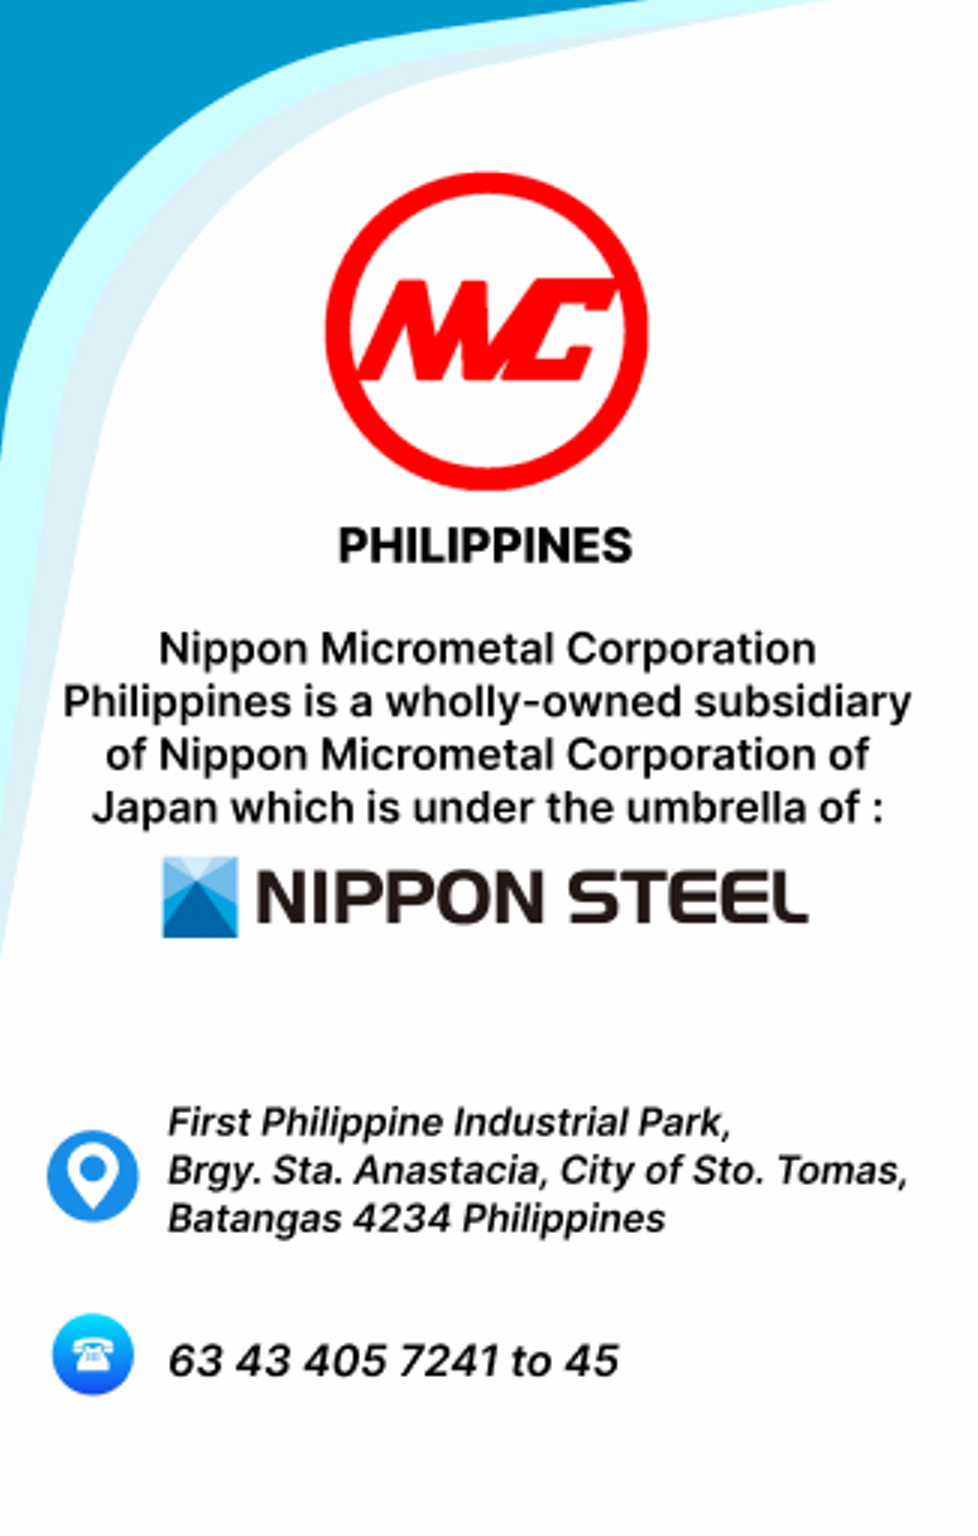 NMC
PHILIPPINES
Nippon Micrometal Corporation
Philippines is a wholly-owned subsidiary
of Nippon Micrometal Corporation of
Japan which is under the umbrella of :
NIPPON STEEL
First Philippine Industrial Park,
Brgy. Sta. Anastacia, City of Sto. Tomas,
Batangas 4234 Philippines
63 43 405 7241 to 45